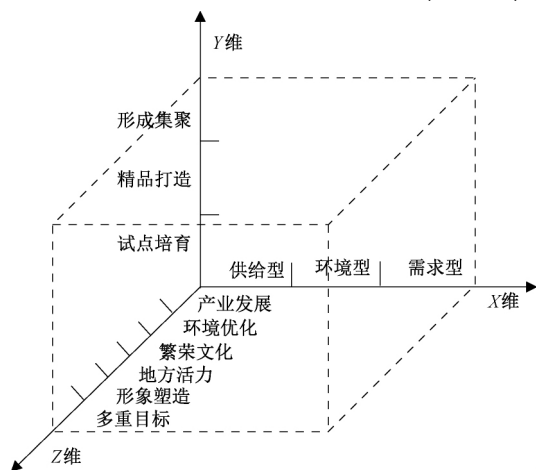 Y维
形成集聚
精品打造
试点培育
供给型
环境型
需求型
X维
产业发展
环境优化
繁荣文化
地方活力
形象塑造
多重目标
Z维